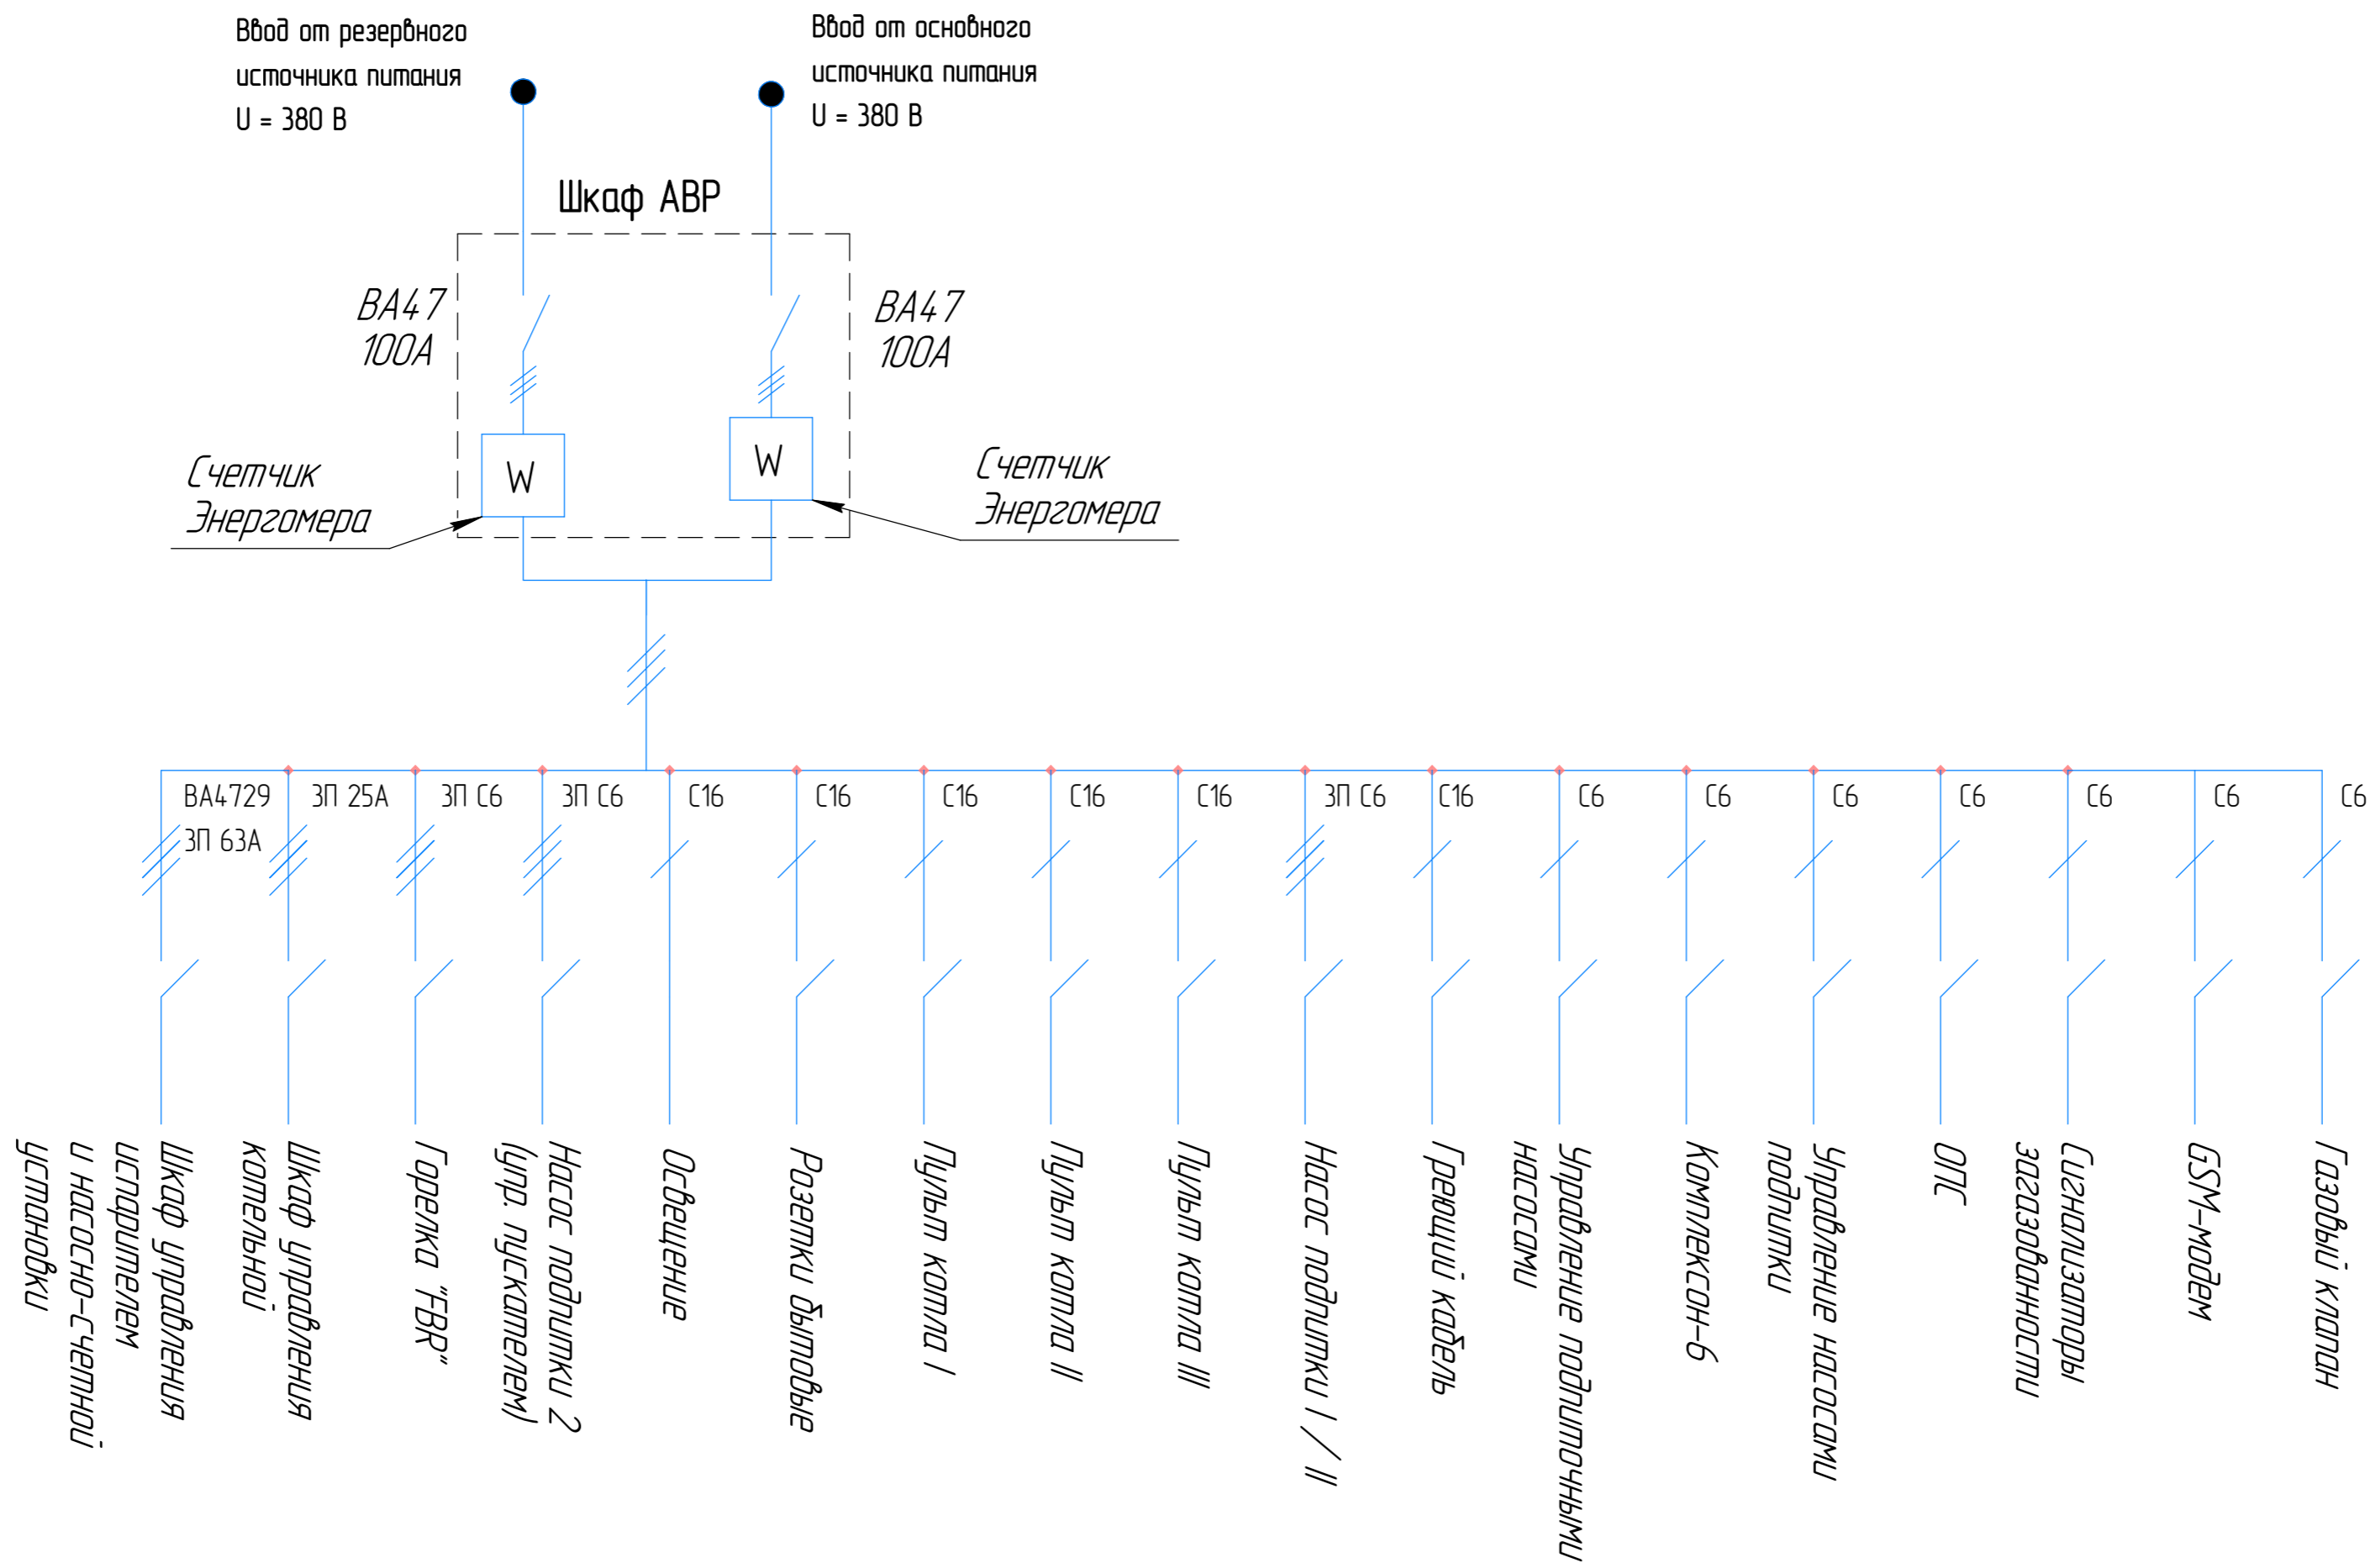 Ввод от резервного
источника питания
U = 380 В
Ввод от основного
источника питания
U = 380 В
Шкаф АВР
ВА47
100А
ВА47
100А
W
W
Счетчик
Энергомера
Счетчик
Энергомера
ВА4729
3П 63А
3П 25А
3П С6
3П С6
С16
С16
С16
С16
С16
3П С6
С16
С6
С6
С6
С6
С6
С6
С6
Шкаф управления
испарителем
и насосно-счетной
установки
Шкаф управления
котельной
Горелка "FBR"
Насос подпитки 2
(упр. пускателем)
Освещение
Розетки бытовые
Пульт котла I
Пульт котла II
Пульт котла III
Насос подпитки I / II
Греющий кабель
Управление подпиточными
насосами
Комплексон-6
Управление насосами
подпитки
ОПС
Сигнализаторы
загазованности
GSM-модем
Газовый клапан